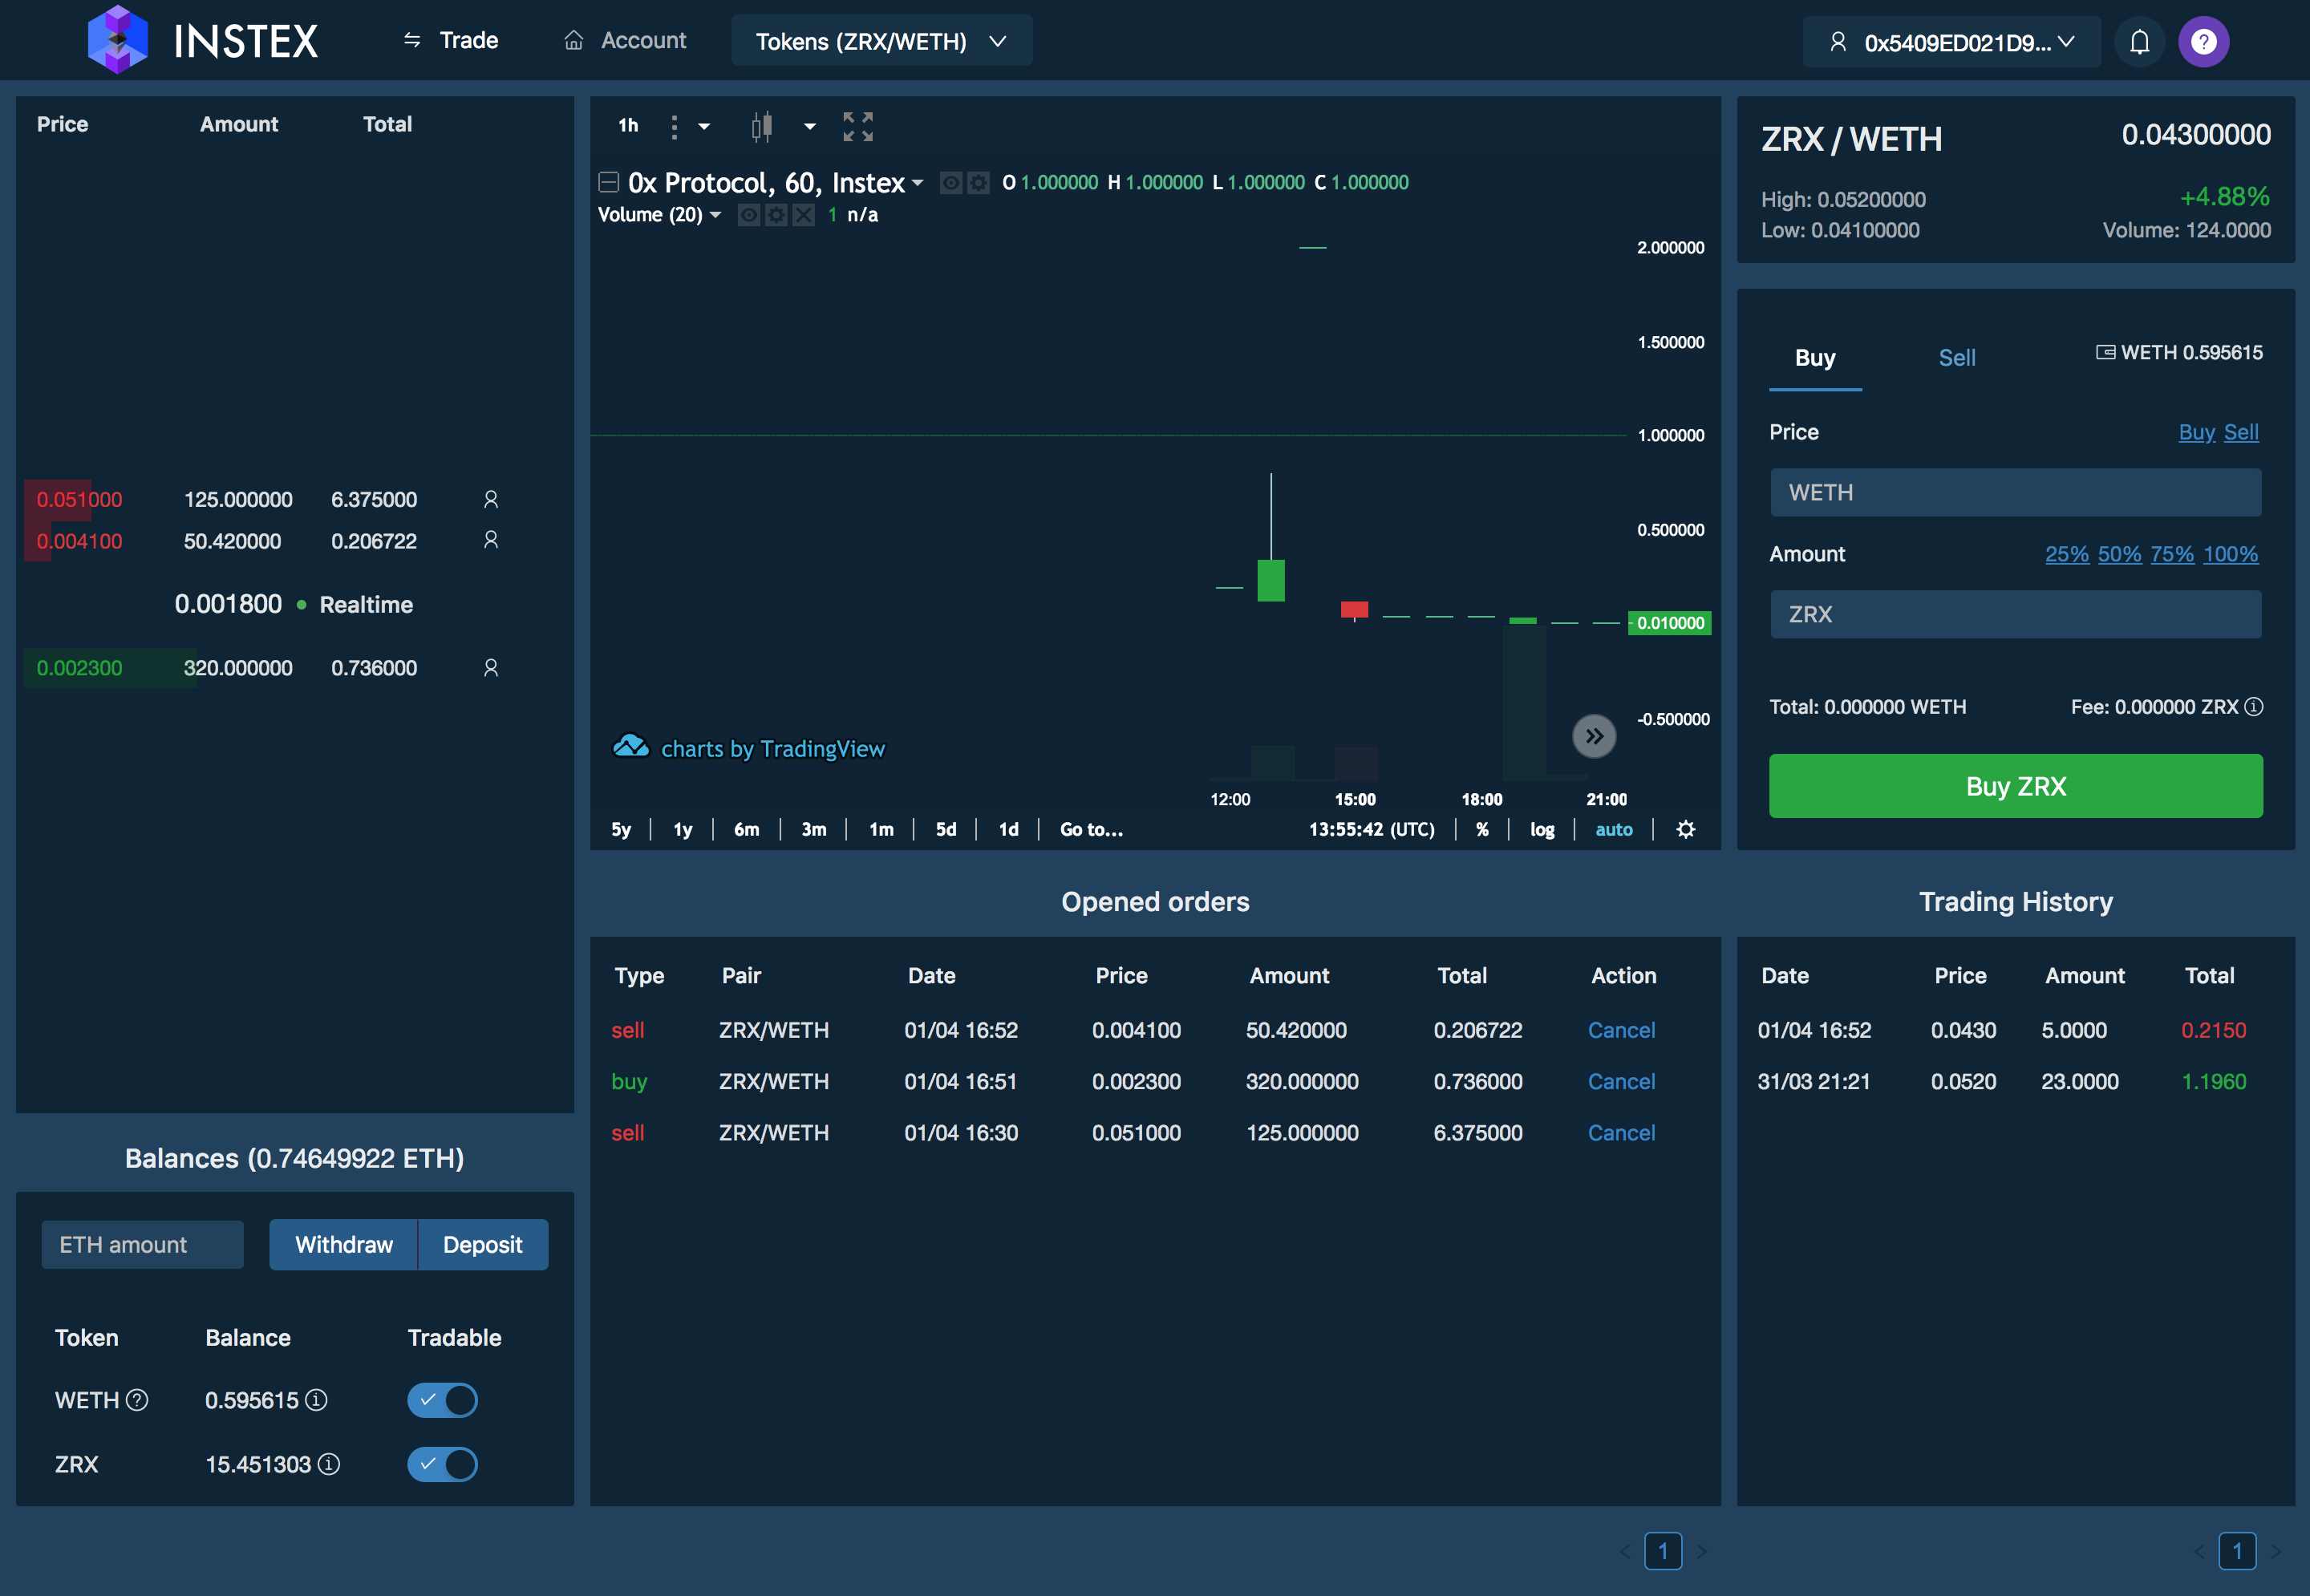 INSTEX Trade Account Tokens (ZRX/WETH) 0x5409ED021D9...
Price Amount Total
0.051000 125.000000 6.375000
0.004100 50.420000 0.206722
0.001800 Realtime
0.002300 320.000000 0.736000
Balances (0.74649922 ETH)
ETH amount Withdraw Deposit
Token Balance Tradable
WETH 0.595615
ZRX 15.451303
1h
0x Protocol, 60, Instex O 1.000000 H 1.000000 L 1.000000 C 1.000000
Volume (20) 1 n/a
2.000000
1.500000
1.000000
0.500000
0.010000
-0.500000
charts by TradingView
12:00 15:00 18:00 21:00
5y 1y 6m 3m 1m 5d 1d Go to... 13:55:42 (UTC) % log auto
Opened orders
Type Pair Date Price Amount Total Action
sell ZRX/WETH 01/04 16:52 0.004100 50.420000 0.206722 Cancel
buy ZRX/WETH 01/04 16:51 0.002300 320.000000 0.736000 Cancel
sell ZRX/WETH 01/04 16:30 0.051000 125.000000 6.375000 Cancel
1
ZRX / WETH 0.04300000
High: 0.05200000 +4.88%
Low: 0.04100000 Volume: 124.0000
Buy Sell WETH 0.595615
Price Buy Sell
WETH
Amount 25% 50% 75% 100%
ZRX
Total: 0.000000 WETH Fee: 0.000000 ZRX
Buy ZRX
Trading History
Date Price Amount Total
01/04 16:52 0.0430 5.0000 0.2150
31/03 21:21 0.0520 23.0000 1.1960
1